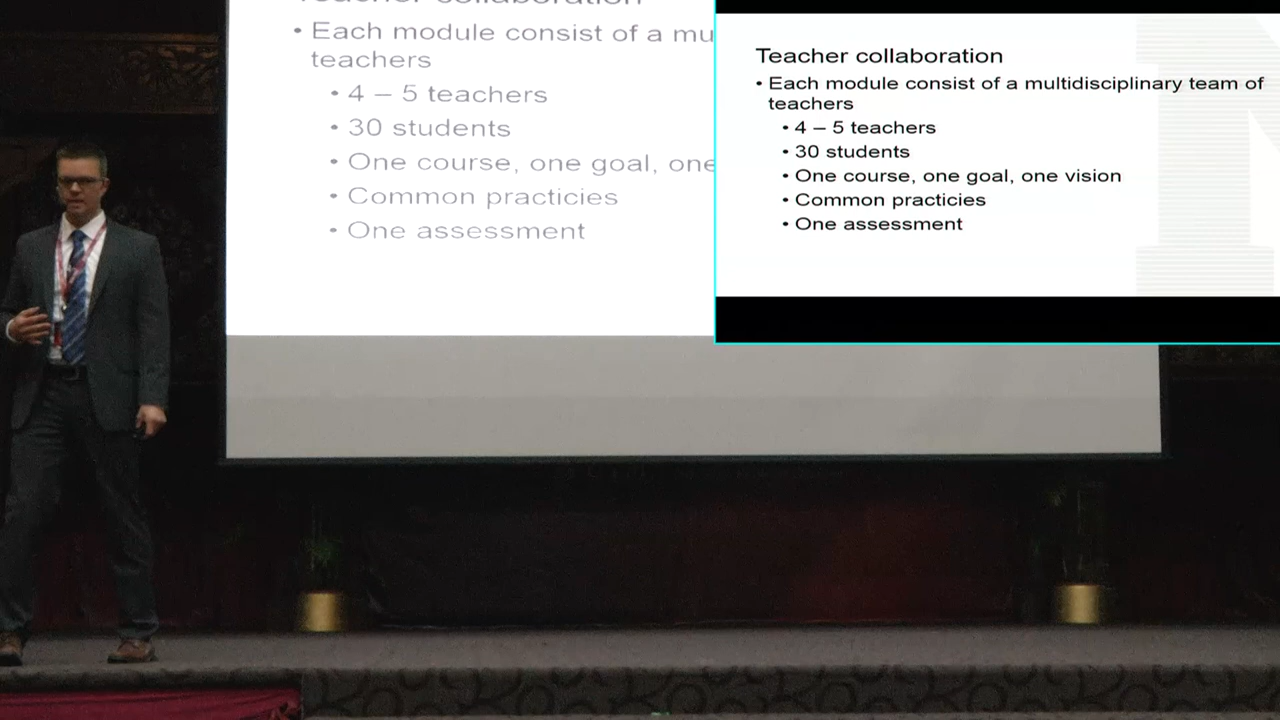 Teacher collaboration
• Each module consist of a mu
teachers
• 4 – 5 teachers
• 30 students
• One course, one goal, one
• Common practicies
• One assessment
Teacher collaboration
• Each module consist of a multidisciplinary team of
teachers
• 4 – 5 teachers
• 30 students
• One course, one goal, one vision
• Common practicies
• One assessment